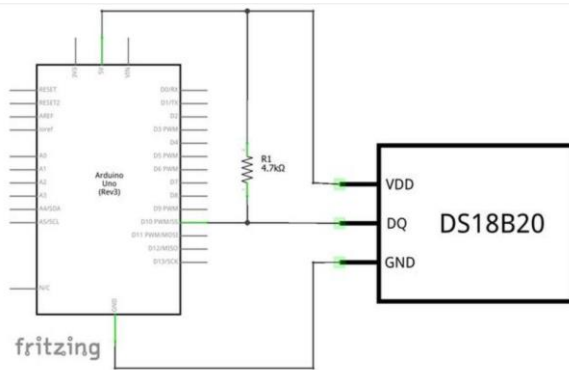 3V3
5V
VIN
RESET
RESET2
AREF
ioref
A0
A1
A2
A3
A4/SDA
A5/SCL
N/C
Arduino
Uno
(Rev3)
D0/RX
D1/TX
D2
D3 PWM
D4
D5 PWM
D6 PWM
D7
D8
D9 PWM
D10 PWM/SS
D11 PWM/MOSI
D12/MISO
D13/SCK
GND
R1
4.7kΩ
VDD
DQ
GND
DS18B20
fritzing